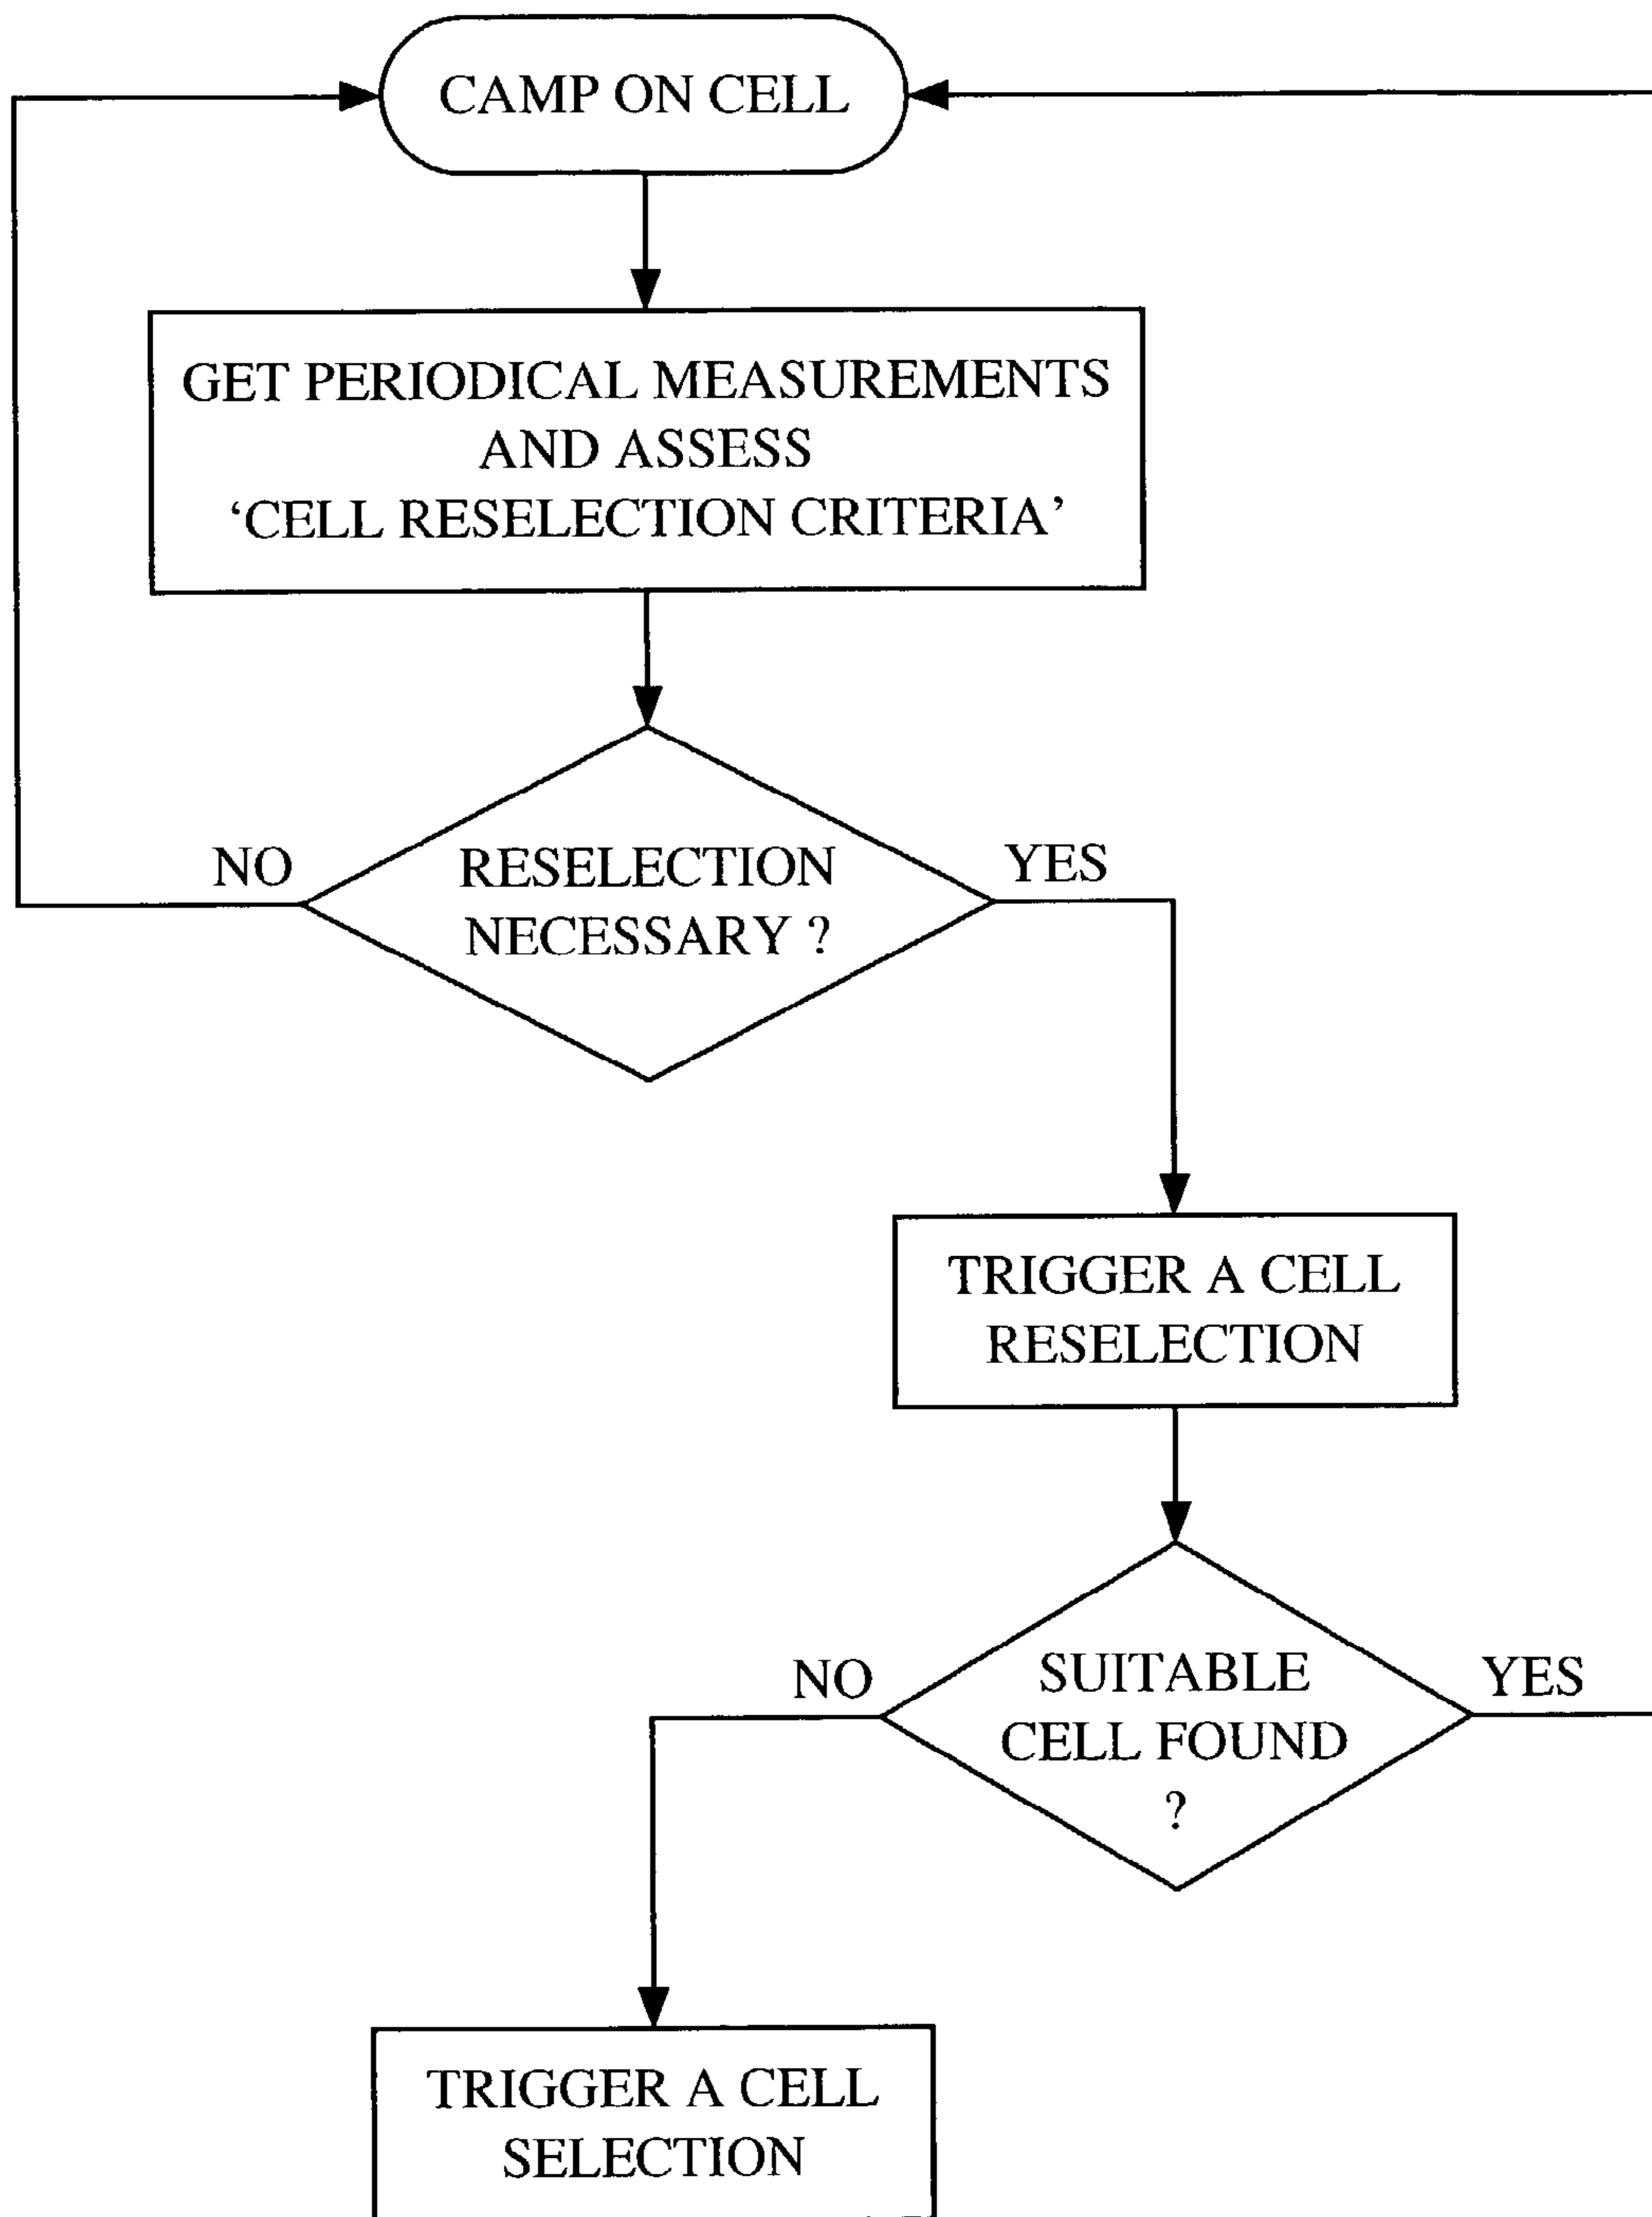 CAMP ON CELL
GET PERIODICAL MEASUREMENTS
AND ASSESS
‘CELL RESELECTION CRITERIA’
NO
RESELECTION
NECESSARY ?
YES
TRIGGER A CELL
RESELECTION
NO
SUITABLE
CELL FOUND
?
YES
TRIGGER A CELL
SELECTION